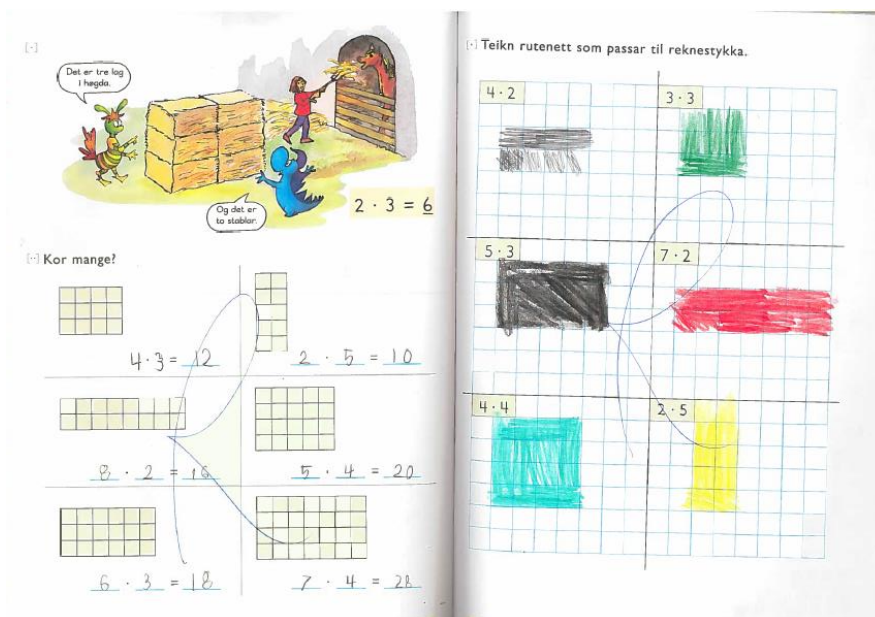 [·]
Det er tre lag
i høgda.
Og det er
to stablar.
2 · 3 = 6
[··] Kor mange?
4 · 3 = 12
2 · 5 = 10
8 · 2 = 16
5 · 4 = 20
6 · 3 = 18
7 · 4 = 28
[·] Teikn rutenett som passar til reknestykka.
4 · 2
3 · 3
5 · 3
7 · 2
4 · 4
2 · 5